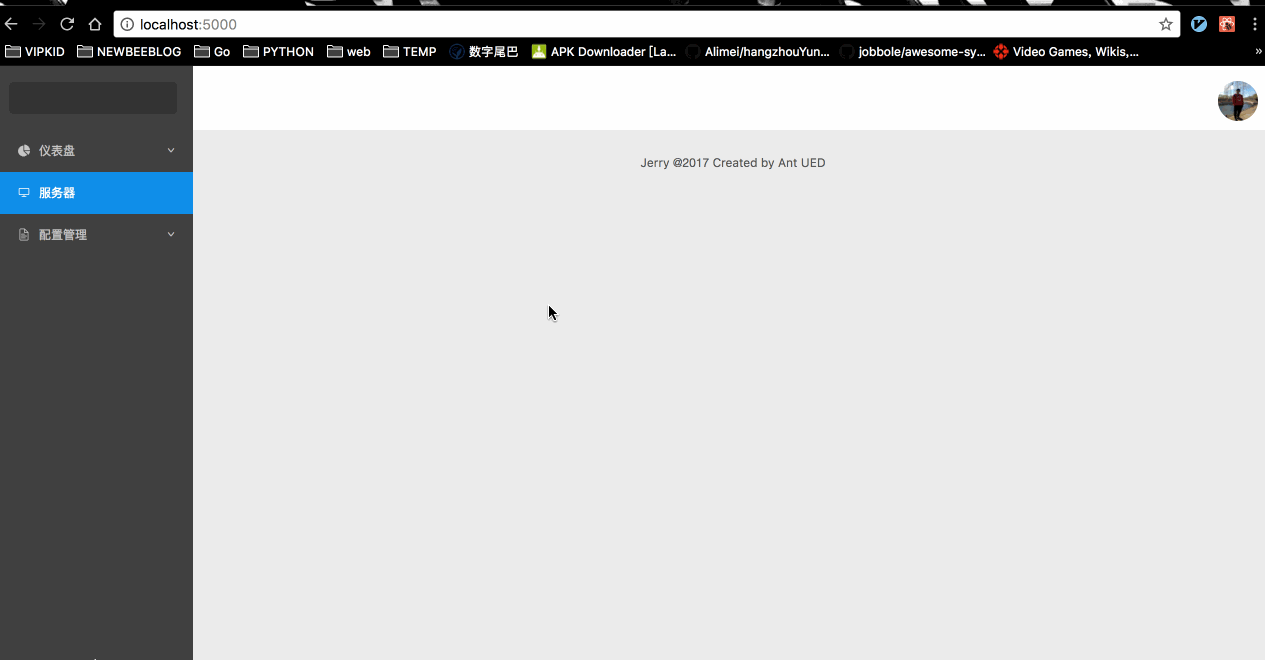 localhost:5000
VIPKID NEWBEEBLOG Go PYTHON web TEMP 数字尾巴 APK Downloader [La... Alimei/hangzhouYun... jobbole/awesome-sy... Video Games, Wikis,... »
仪表盘
Jerry @2017 Created by Ant UED
服务器
配置管理